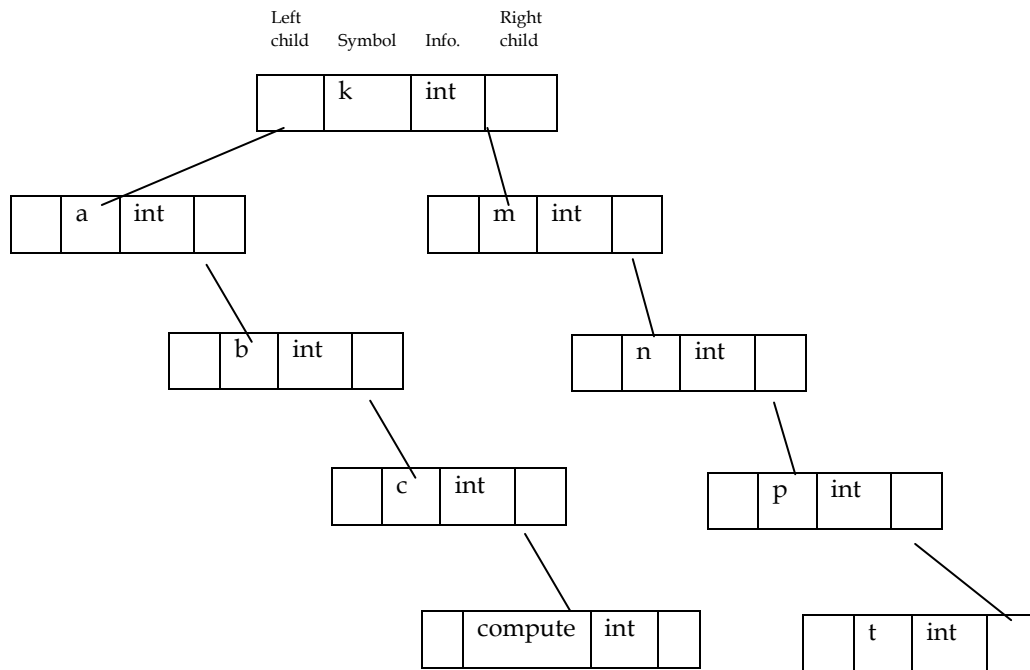 Left child Symbol Info. Right child
k int
a int m int
b int n int
c int p int
compute int t int